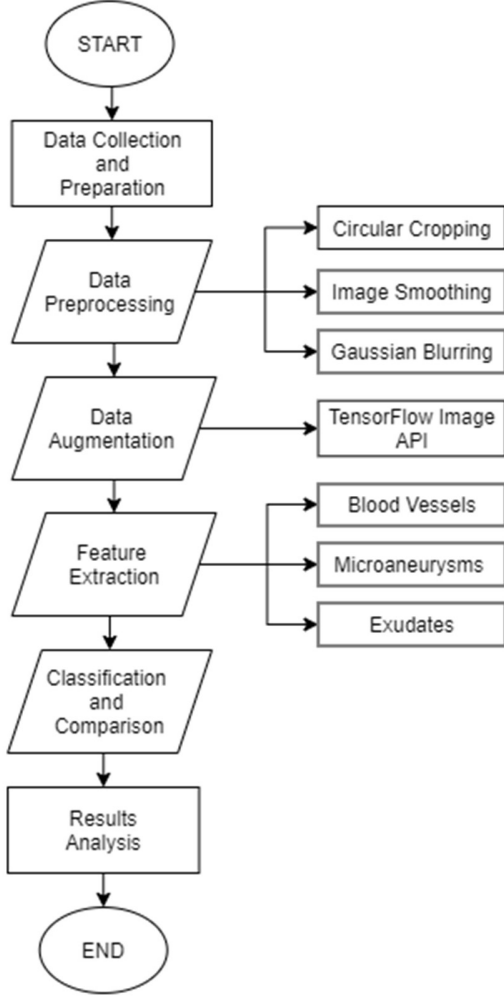 START
Data Collection
and
Preparation
Data
Preprocessing
Circular Cropping
Image Smoothing
Gaussian Blurring
Data
Augmentation
TensorFlow Image
API
Feature
Extraction
Blood Vessels
Microaneurysms
Exudates
Classification
and
Comparison
Results
Analysis
END